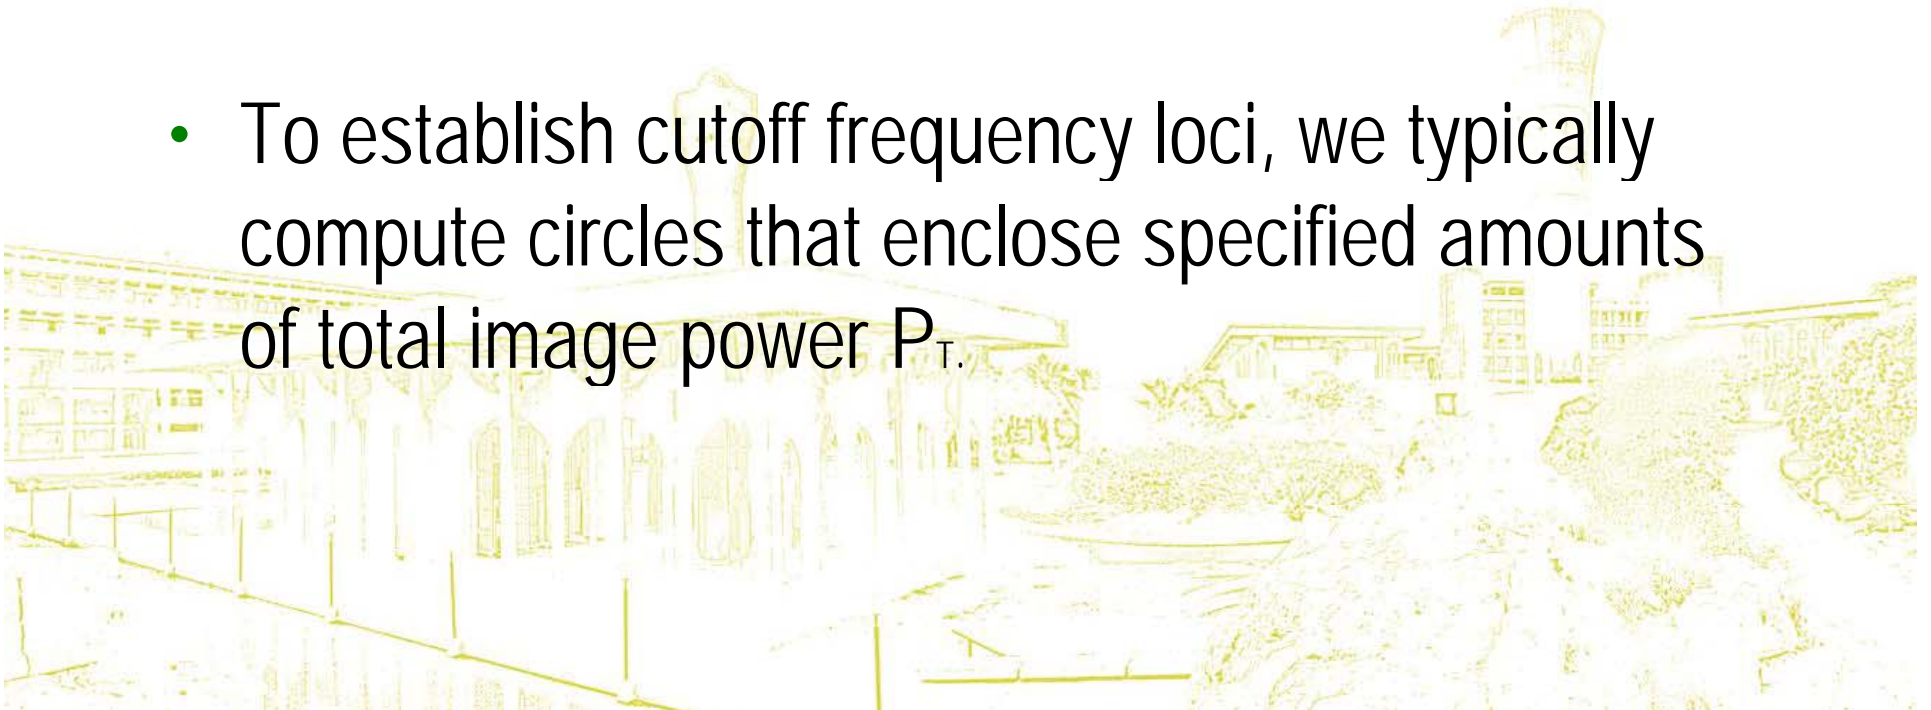 • To establish cutoff frequency loci, we typically
compute circles that enclose specified amounts
of total image power PT.